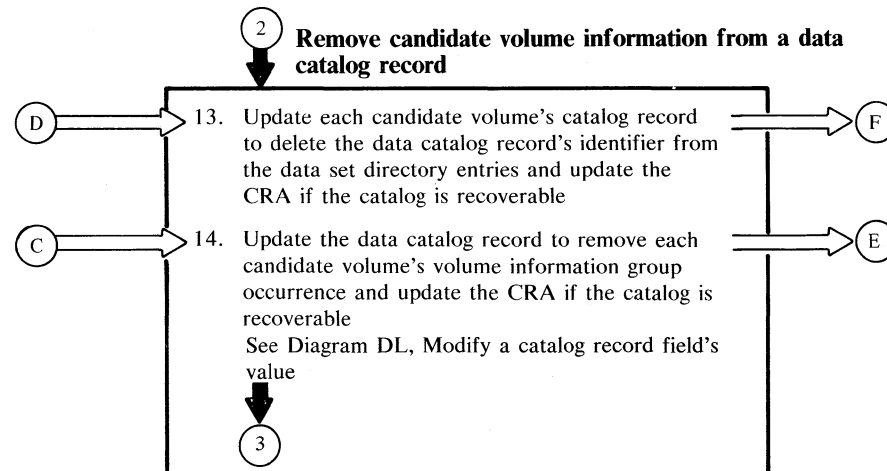 2
Remove candidate volume information from a data
catalog record
D
13. Update each candidate volume's catalog record
to delete the data catalog record's identifier from
the data set directory entries and update the
CRA if the catalog is recoverable
F
C
14. Update the data catalog record to remove each
candidate volume's volume information group
occurrence and update the CRA if the catalog is
recoverable
See Diagram DL, Modify a catalog record field's
value
E
3